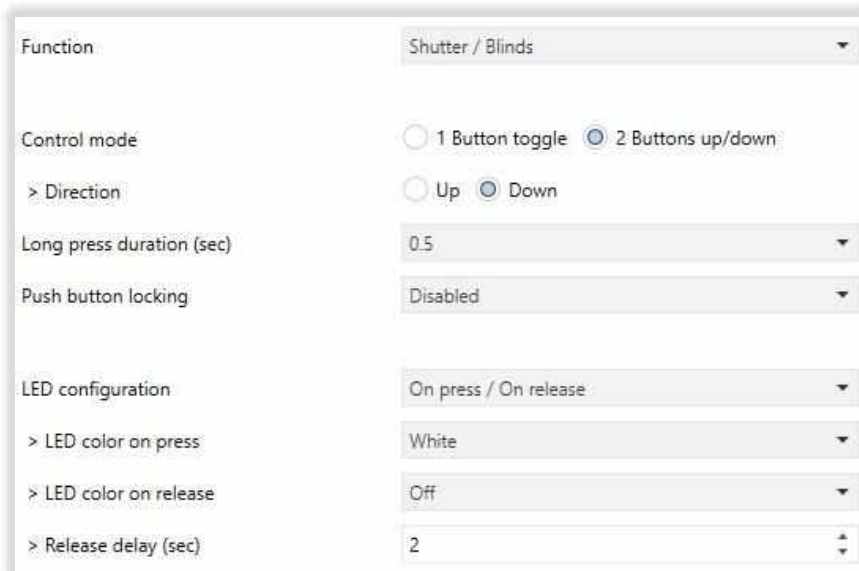 Function Shutter / Blinds
Control mode 1 Button toggle 2 Buttons up/down
> Direction Up Down
Long press duration (sec) 0.5
Push button locking Disabled
LED configuration On press / On release
> LED color on press White
> LED color on release Off
> Release delay (sec) 2